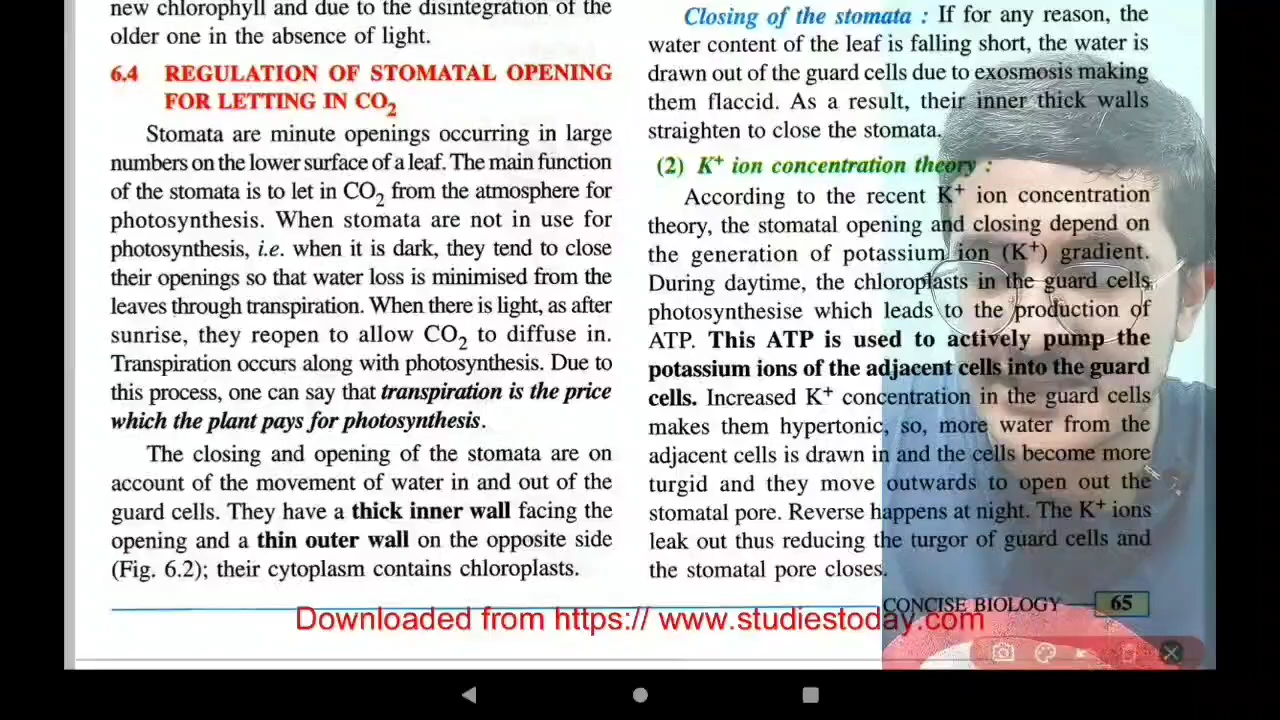 new chlorophyll and due to the disintegration of the
older one in the absence of light.
6.4 REGULATION OF STOMATAL OPENING
FOR LETTING IN CO₂
Stomata are minute openings occurring in large
numbers on the lower surface of a leaf. The main function
of the stomata is to let in CO₂ from the atmosphere for
photosynthesis. When stomata are not in use for
photosynthesis, i.e. when it is dark, they tend to close
their openings so that water loss is minimised from the
leaves through transpiration. When there is light, as after
sunrise, they reopen to allow CO₂ to diffuse in.
Transpiration occurs along with photosynthesis. Due to
this process, one can say that transpiration is the price
which the plant pays for photosynthesis.
The closing and opening of the stomata are on
account of the movement of water in and out of the
guard cells. They have a thick inner wall facing the
opening and a thin outer wall on the opposite side
(Fig. 6.2); their cytoplasm contains chloroplasts.
Closing of the stomata : If for any reason, the
water content of the leaf is falling short, the water is
drawn out of the guard cells due to exosmosis making
them flaccid. As a result, their inner thick walls
straighten to close the stomata.
(2) K⁺ ion concentration theory :
According to the recent K⁺ ion concentration
theory, the stomatal opening and closing depend on
the generation of potassium ion (K⁺) gradient.
During daytime, the chloroplasts in the guard cells
photosynthesise which leads to the production of
ATP. This ATP is used to actively pump the
potassium ions of the adjacent cells into the guard
cells. Increased K⁺ concentration in the guard cells
makes them hypertonic, so, more water from the
adjacent cells is drawn in and the cells become more
turgid and they move outwards to open out the
stomatal pore. Reverse happens at night. The K⁺ ions
leak out thus reducing the turgor of guard cells and
the stomatal pore closes.
CONCISE BIOLOGY 65
Downloaded from https:// www.studiestoday.com